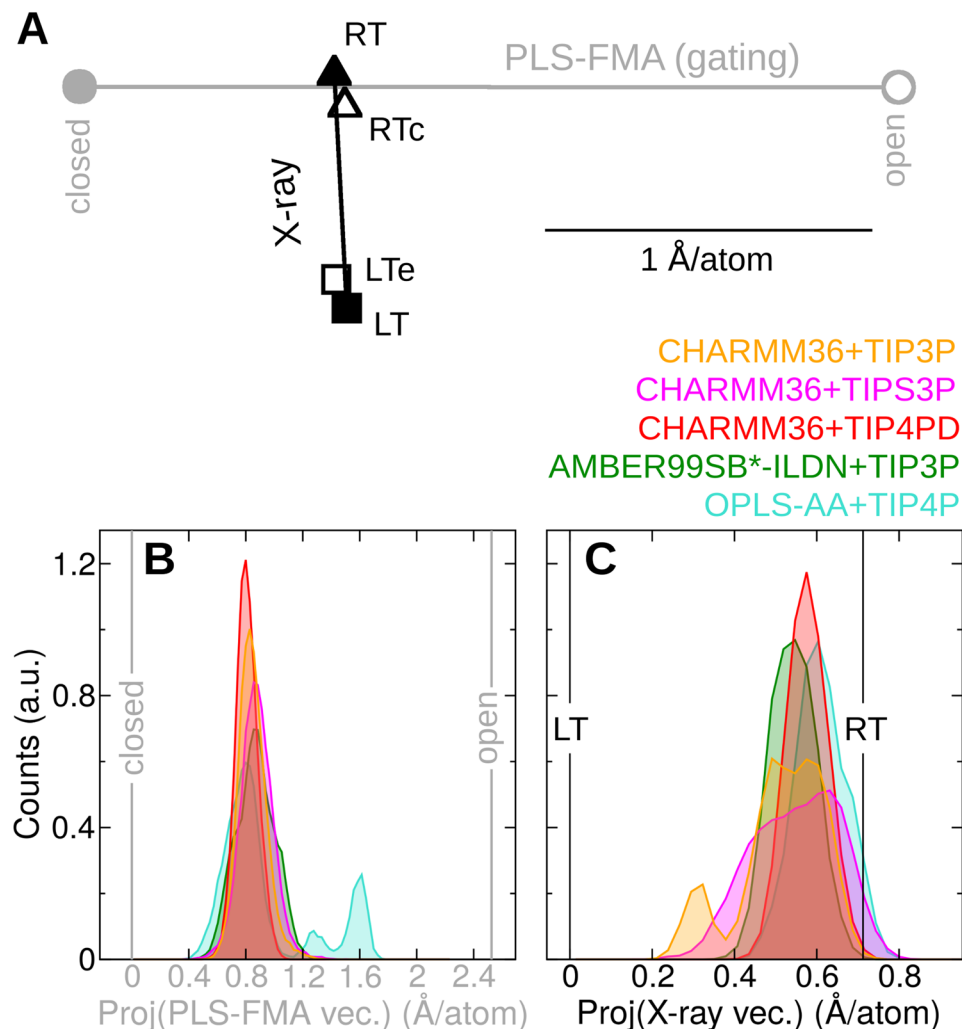 A
RT
PLS-FMA (gating)
closed
RTc
open
X-ray
1 Å/atom
LTe
LT
CHARMM36+TIP3P
CHARMM36+TIPS3P
CHARMM36+TIP4PD
AMBER99SB*-ILDN+TIP3P
OPLS-AA+TIP4P
B
C
1.2
0.8
0.4
0
Counts (a.u.)
closed
open
LT
RT
0 0.4 0.8 1.2 1.6 2 2.4
0 0.2 0.4 0.6 0.8
Proj(PLS-FMA vec.) (Å/atom)
Proj(X-ray vec.) (Å/atom)